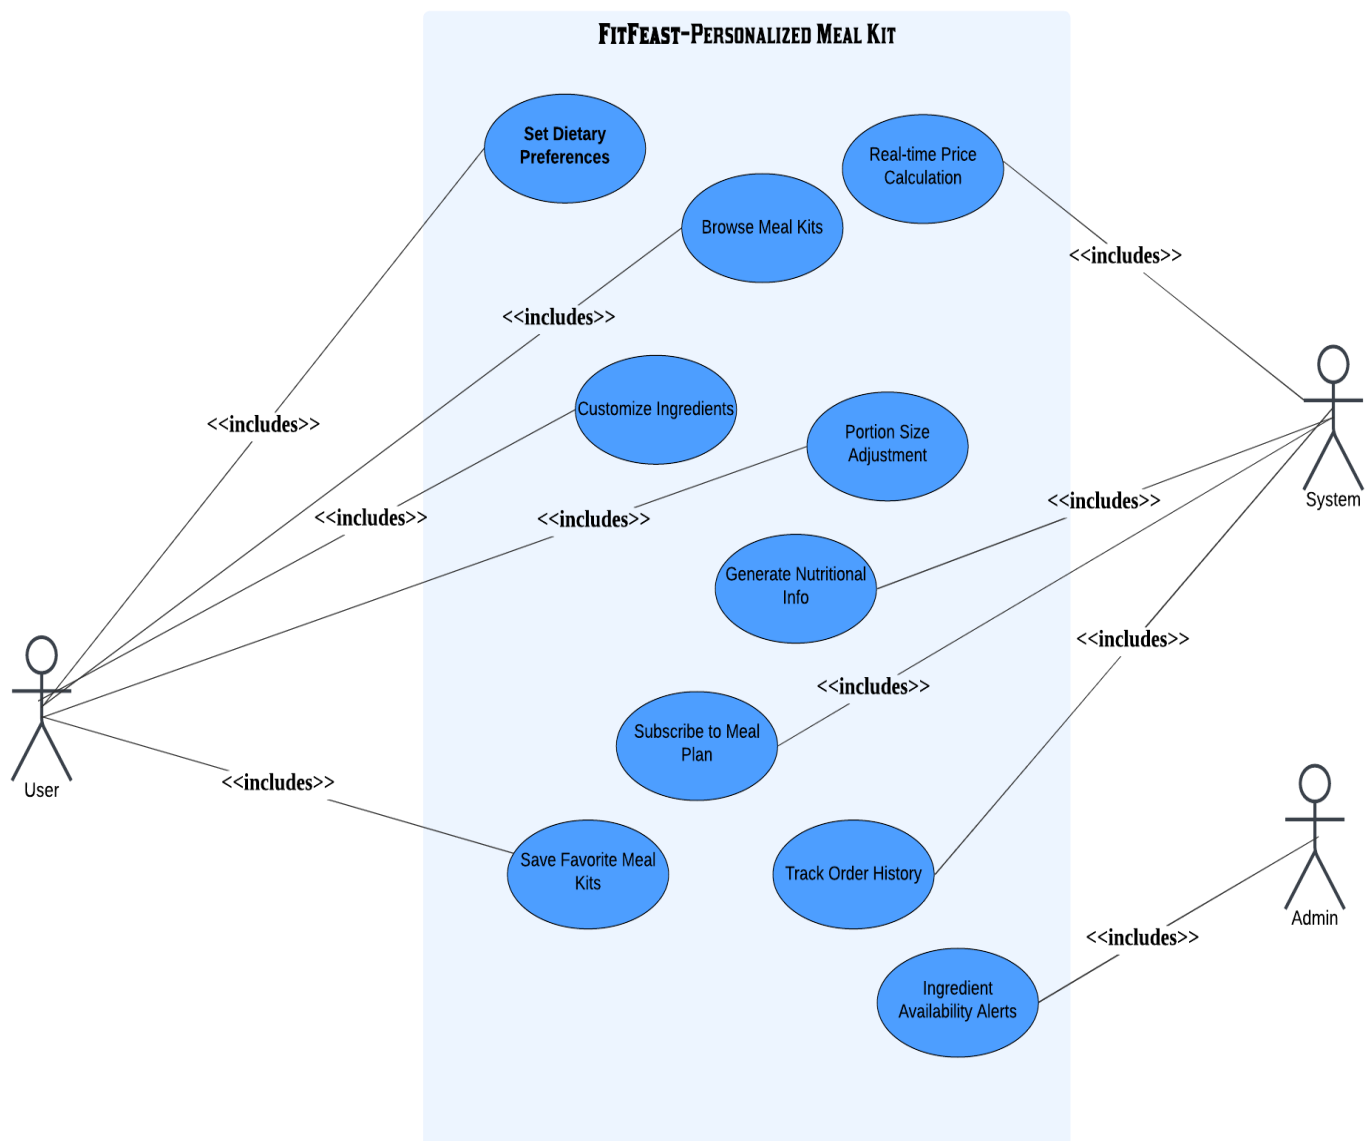 FitFeast-Personalized Meal Kit
Set Dietary
Preferences
Real-time Price
Calculation
Browse Meal Kits
<<includes>>
<<includes>>
Customize Ingredients
<<includes>>
Portion Size
Adjustment
<<includes>>
System
<<includes>>
<<includes>>
Generate Nutritional
Info
<<includes>>
<<includes>>
Subscribe to Meal
Plan
User
<<includes>>
Save Favorite Meal
Kits
Track Order History
Admin
<<includes>>
Ingredient
Availability Alerts